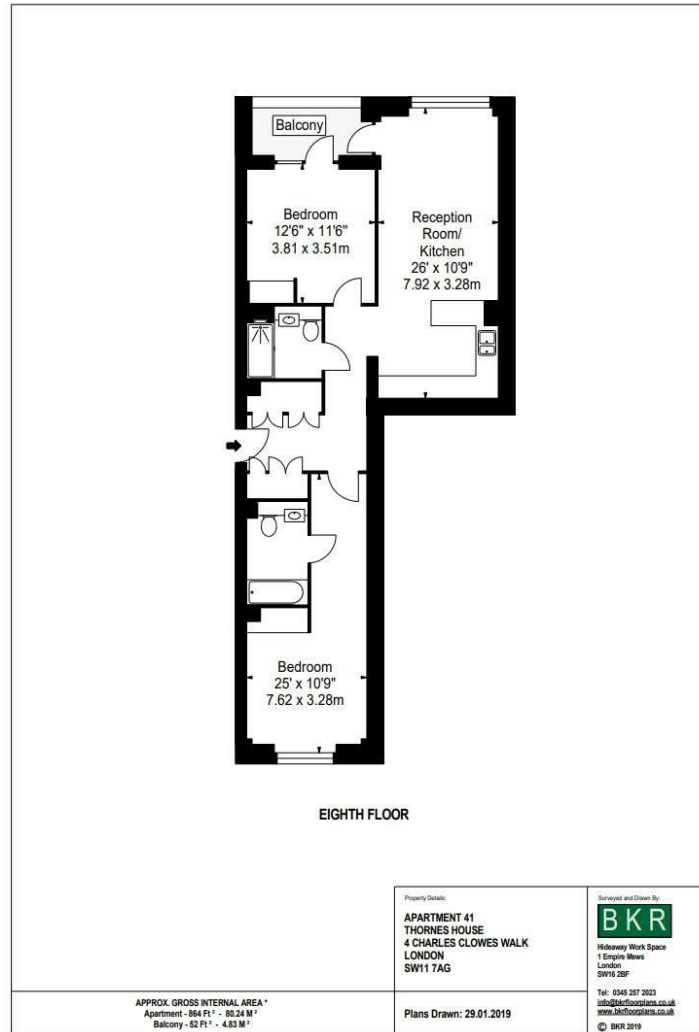 Balcony
Bedroom
12'6" x 11'6"
3.81 x 3.51m
Reception
Room/
Kitchen
26' x 10'9"
7.92 x 3.28m
Bedroom
25' x 10'9"
7.62 x 3.28m
EIGHTH FLOOR
Property Details:
APARTMENT 41
THORNES HOUSE
4 CHARLES CLOWES WALK
LONDON
SW11 7AG
Surveyed and Drawn By:
BKR
Hideaway Work Space
1 Empire Mews
London
SW16 2BF
Tel: 0345 257 2023
info@bkrfloorplans.co.uk
www.bkrfloorplans.co.uk
© BKR 2019
APPROX. GROSS INTERNAL AREA *
Apartment - 864 Ft² - 80.24 M²
Balcony - 52 Ft² - 4.83 M²
Plans Drawn: 29.01.2019